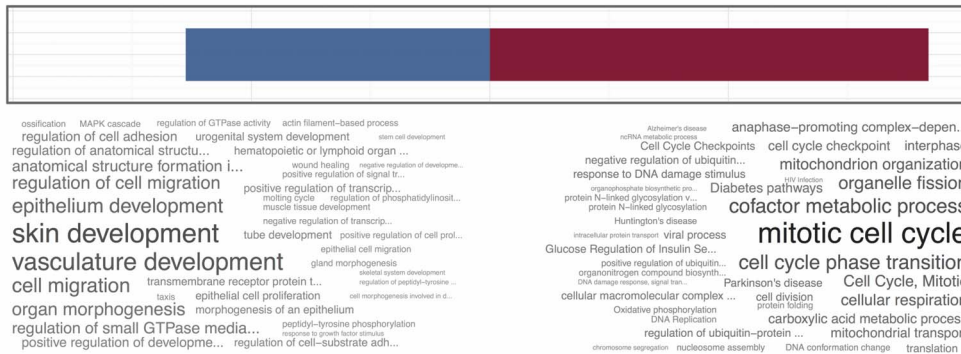 ossification MAPK cascade regulation of GTPase activity actin filament−based process
regulation of cell adhesion urogenital system development stem cell development
regulation of anatomical structu... hematopoietic or lymphoid organ ...
anatomical structure formation i... wound healing negative regulation of developme...
positive regulation of signal tr...
regulation of cell migration positive regulation of transcrip...
molting cycle regulation of phosphatidylinosit...
epithelium development muscle tissue development
negative regulation of transcrip...
skin development tube development positive regulation of cell prol...
epithelial cell migration
vasculature development gland morphogenesis
skeletal system development
cell migration transmembrane receptor protein t... regulation of peptidyl−tyrosine ...
taxis epithelial cell proliferation cell morphogenesis involved in d...
organ morphogenesis morphogenesis of an epithelium
regulation of small GTPase media... peptidyl−tyrosine phosphorylation
response to growth factor stimulus
positive regulation of developme... regulation of cell−substrate adh...
Alzheimer's disease anaphase−promoting complex−depen...
ncRNA metabolic process
Cell Cycle Checkpoints cell cycle checkpoint interphase
negative regulation of ubiquitin... mitochondrion organization
response to DNA damage stimulus HIV Infection
organophosphate biosynthetic pro... Diabetes pathways organelle fission
protein N−linked glycosylation v...
protein N−linked glycosylation cofactor metabolic process
Huntington's disease
intracellular protein transport viral process mitotic cell cycle
Glucose Regulation of Insulin Se...
positive regulation of ubiquitin... cell cycle phase transition
organonitrogen compound biosynth...
DNA damage response, signal tran... Parkinson's disease Cell Cycle, Mitotic
cellular macromolecular complex ... cell division cellular respiration
protein folding
Oxidative phosphorylation
DNA Replication carboxylic acid metabolic process
regulation of ubiquitin−protein ... mitochondrial transport
chromosome segregation nucleosome assembly DNA conformation change translation